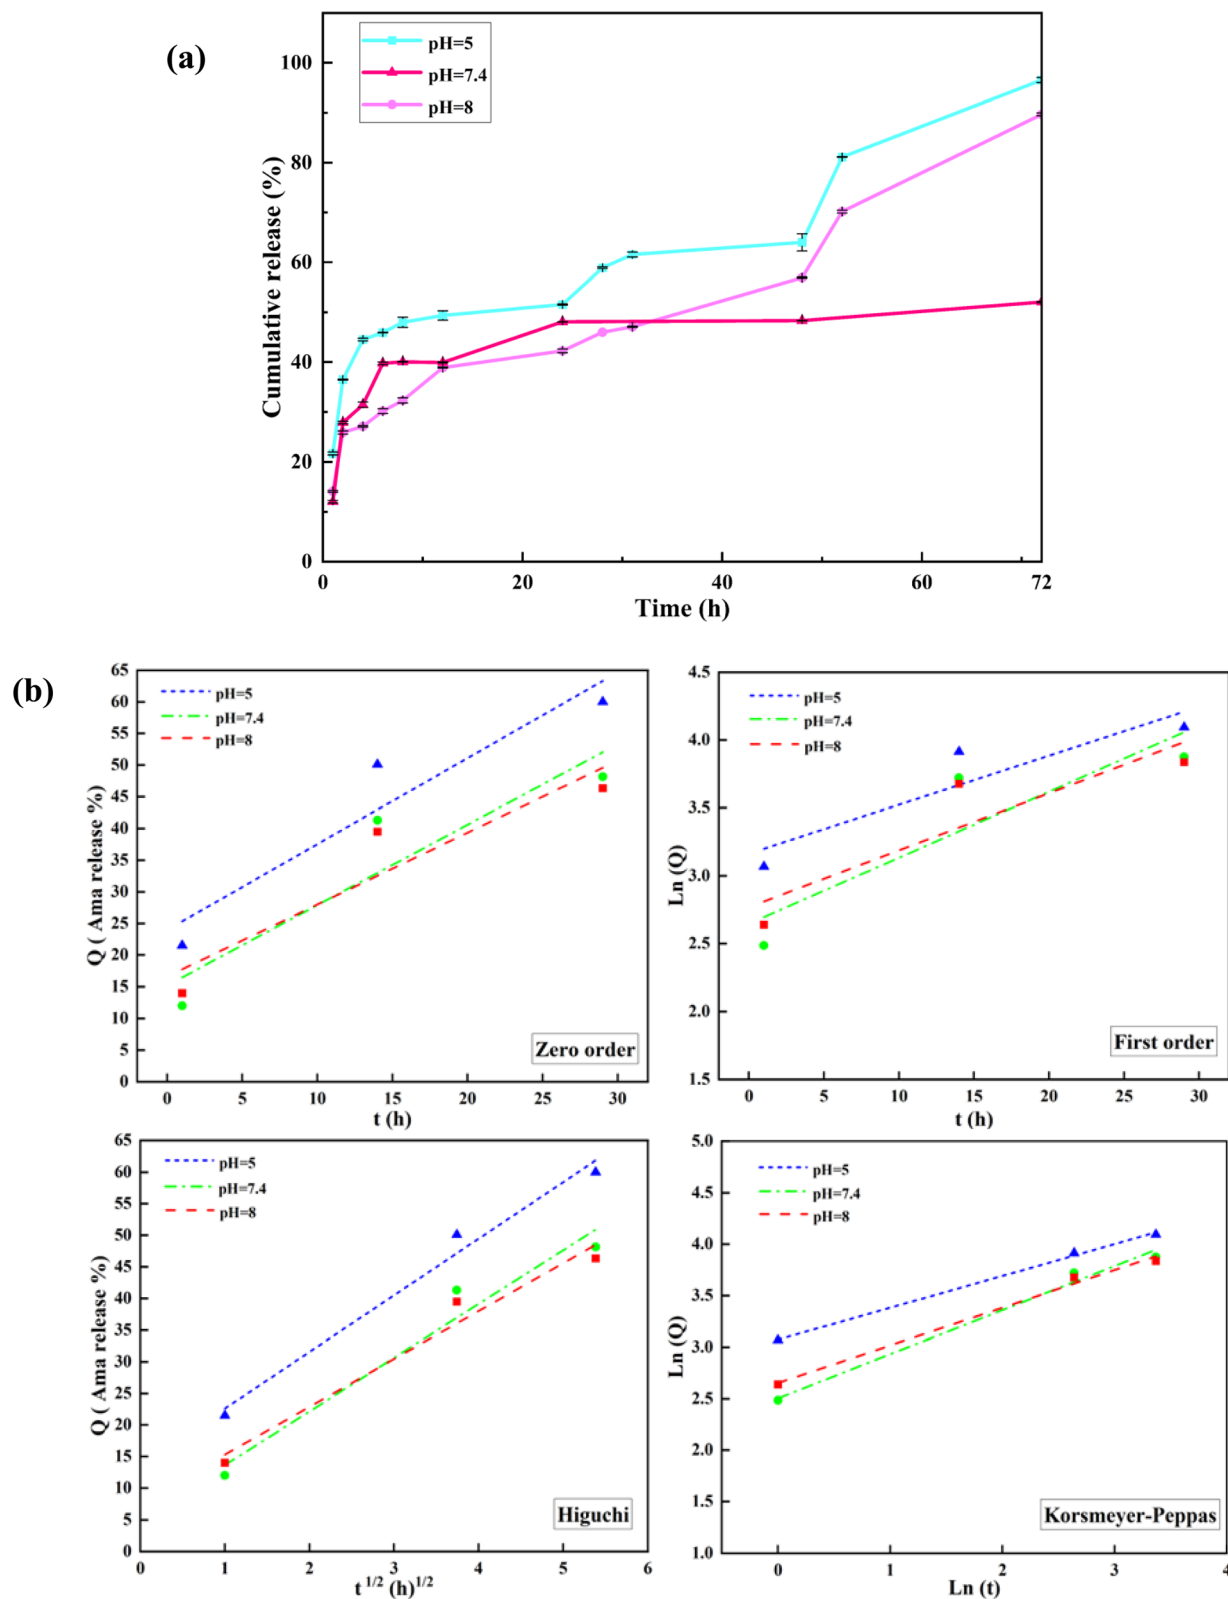 (a)
pH=5
pH=7.4
pH=8
100
80
60
40
20
0
Cumulative release (%)
0 20 40 60 72
Time (h)
(b)
65
60
55
50
45
40
35
30
25
20
15
10
5
0
Q ( Ama release %)
pH=5
pH=7.4
pH=8
Zero order
0 5 10 15 20 25 30
t (h)
4.5
4.0
3.5
3.0
2.5
2.0
1.5
Ln (Q)
pH=5
pH=7.4
pH=8
First order
0 5 10 15 20 25 30
t (h)
65
60
55
50
45
40
35
30
25
20
15
10
5
0
Q ( Ama release %)
pH=5
pH=7.4
pH=8
Higuchi
0 1 2 3 4 5 6
t 1/2 (h)1/2
5.0
4.5
4.0
3.5
3.0
2.5
2.0
1.5
1.0
Ln (Q)
pH=5
pH=7.4
pH=8
Korsmeyer-Peppas
0 1 2 3 4
Ln (t)